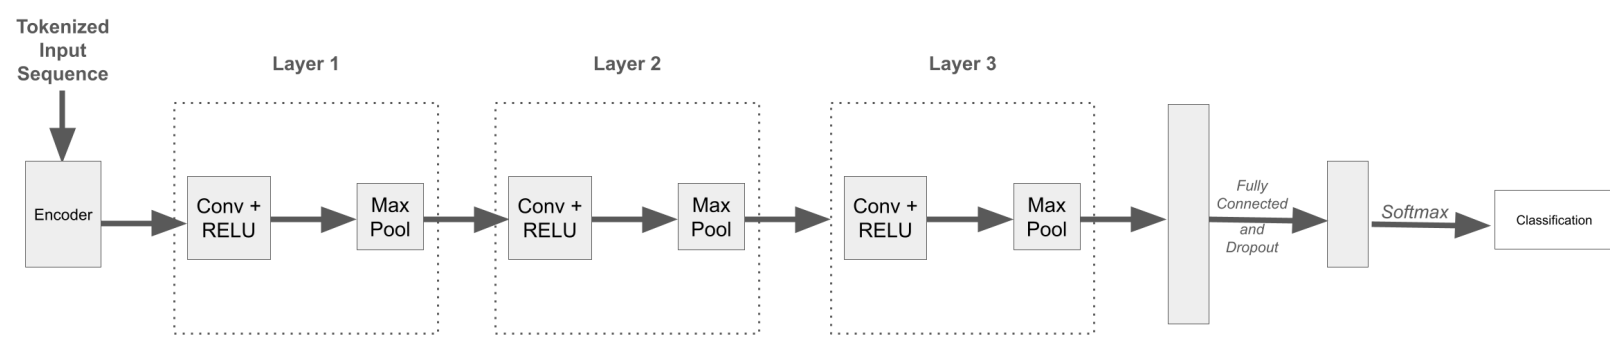 Tokenized
Input
Sequence
Encoder
Layer 1
Conv +
RELU
Max
Pool
Layer 2
Conv +
RELU
Max
Pool
Layer 3
Conv +
RELU
Max
Pool
Fully
Connected
and
Dropout
Softmax
Classification